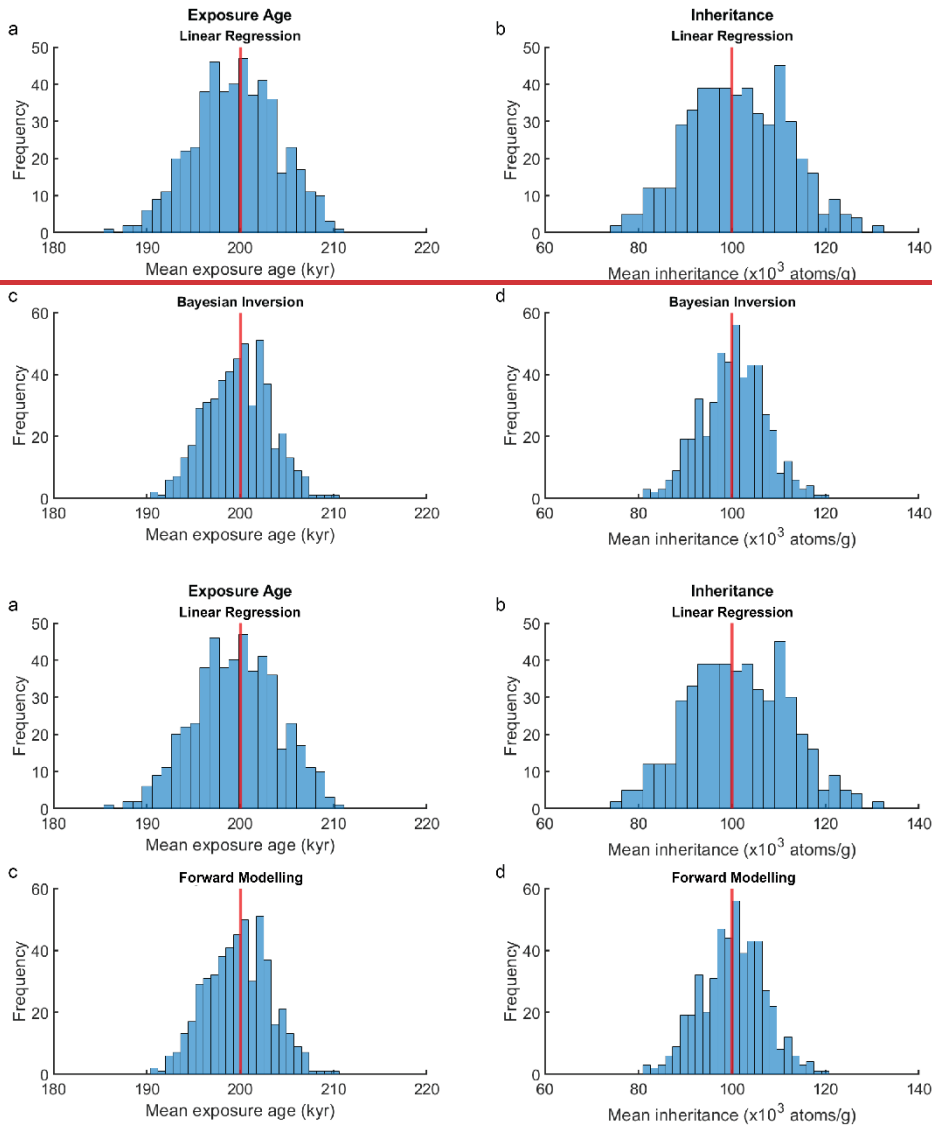 Exposure Age
Inheritance
a
Linear Regression
b
Linear Regression
50
40
30
20
10
0
Frequency
180 190 200 210 220
Mean exposure age (kyr)
50
40
30
20
10
0
Frequency
60 80 100 120 140
Mean inheritance (x10³ atoms/g)
c
Bayesian Inversion
d
Bayesian Inversion
60
40
20
0
Frequency
180 190 200 210 220
Mean exposure age (kyr)
60
40
20
0
Frequency
60 80 100 120 140
Mean inheritance (x10³ atoms/g)
Exposure Age
Inheritance
a
Linear Regression
b
Linear Regression
50
40
30
20
10
0
Frequency
180 190 200 210 220
Mean exposure age (kyr)
50
40
30
20
10
0
Frequency
60 80 100 120 140
Mean inheritance (x10³ atoms/g)
c
Forward Modelling
d
Forward Modelling
60
40
20
0
Frequency
180 190 200 210 220
Mean exposure age (kyr)
60
40
20
0
Frequency
60 80 100 120 140
Mean inheritance (x10³ atoms/g)